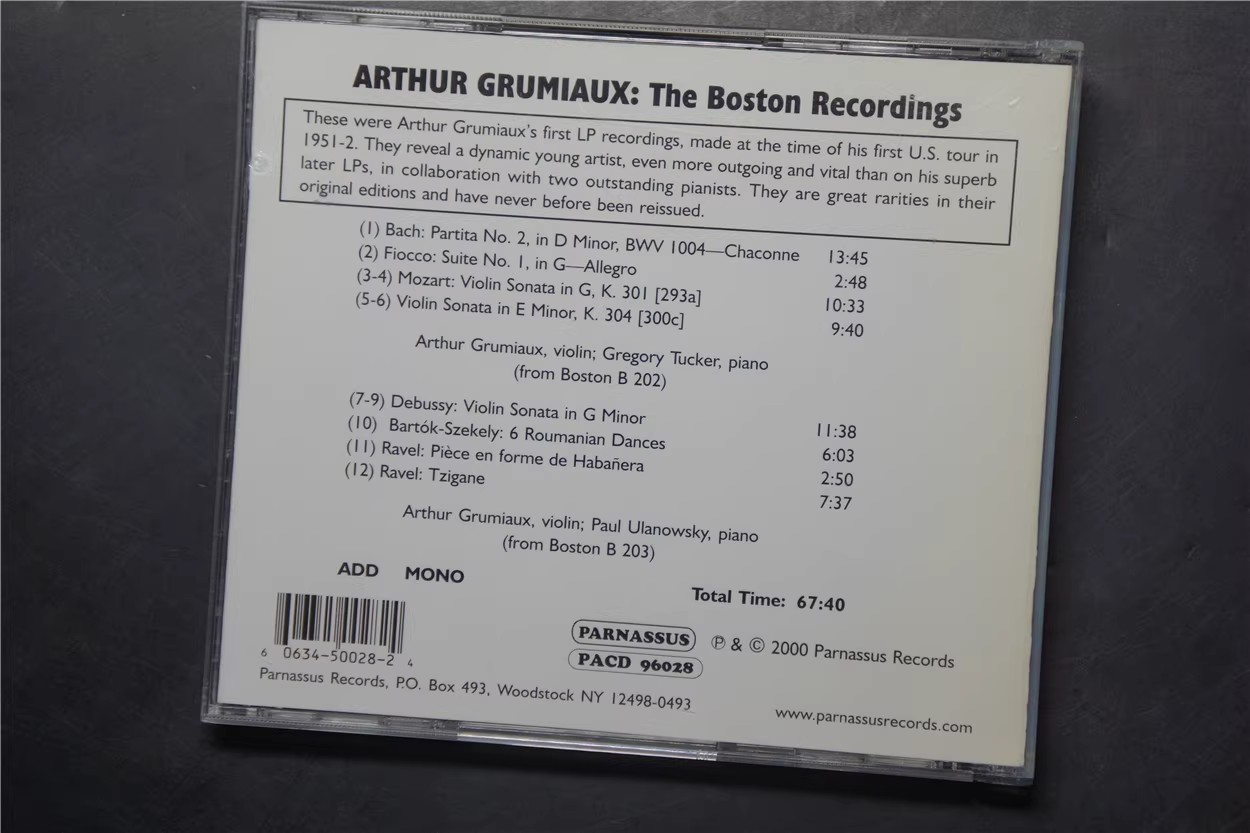 ARTHUR GRUMIAUX: The Boston Recordings
These were Arthur Grumiaux's first LP recordings, made at the time of his first U.S. tour in
1951-2. They reveal a dynamic young artist, even more outgoing and vital than on his superb
later LPs, in collaboration with two outstanding pianists. They are great rarities in their
original editions and have never before been reissued.
(1) Bach: Partita No. 2, in D Minor, BWV 1004—Chaconne 13:45
(2) Fiocco: Suite No. 1, in G—Allegro 2:48
(3-4) Mozart: Violin Sonata in G, K. 301 [293a] 10:33
(5-6) Violin Sonata in E Minor, K. 304 [300c] 9:40
Arthur Grumiaux, violin; Gregory Tucker, piano
(from Boston B 202)
(7-9) Debussy: Violin Sonata in G Minor 11:38
(10) Bartók-Szekely: 6 Roumanian Dances 6:03
(11) Ravel: Pièce en forme de Habañera 2:50
(12) Ravel: Tzigane 7:37
Arthur Grumiaux, violin; Paul Ulanowsky, piano
(from Boston B 203)
ADD MONO
Total Time: 67:40
PARNASSUS
PACD 96028
℗ & © 2000 Parnassus Records
6 0634-50028-2 4
Parnassus Records, P.O. Box 493, Woodstock NY 12498-0493
www.parnassusrecords.com